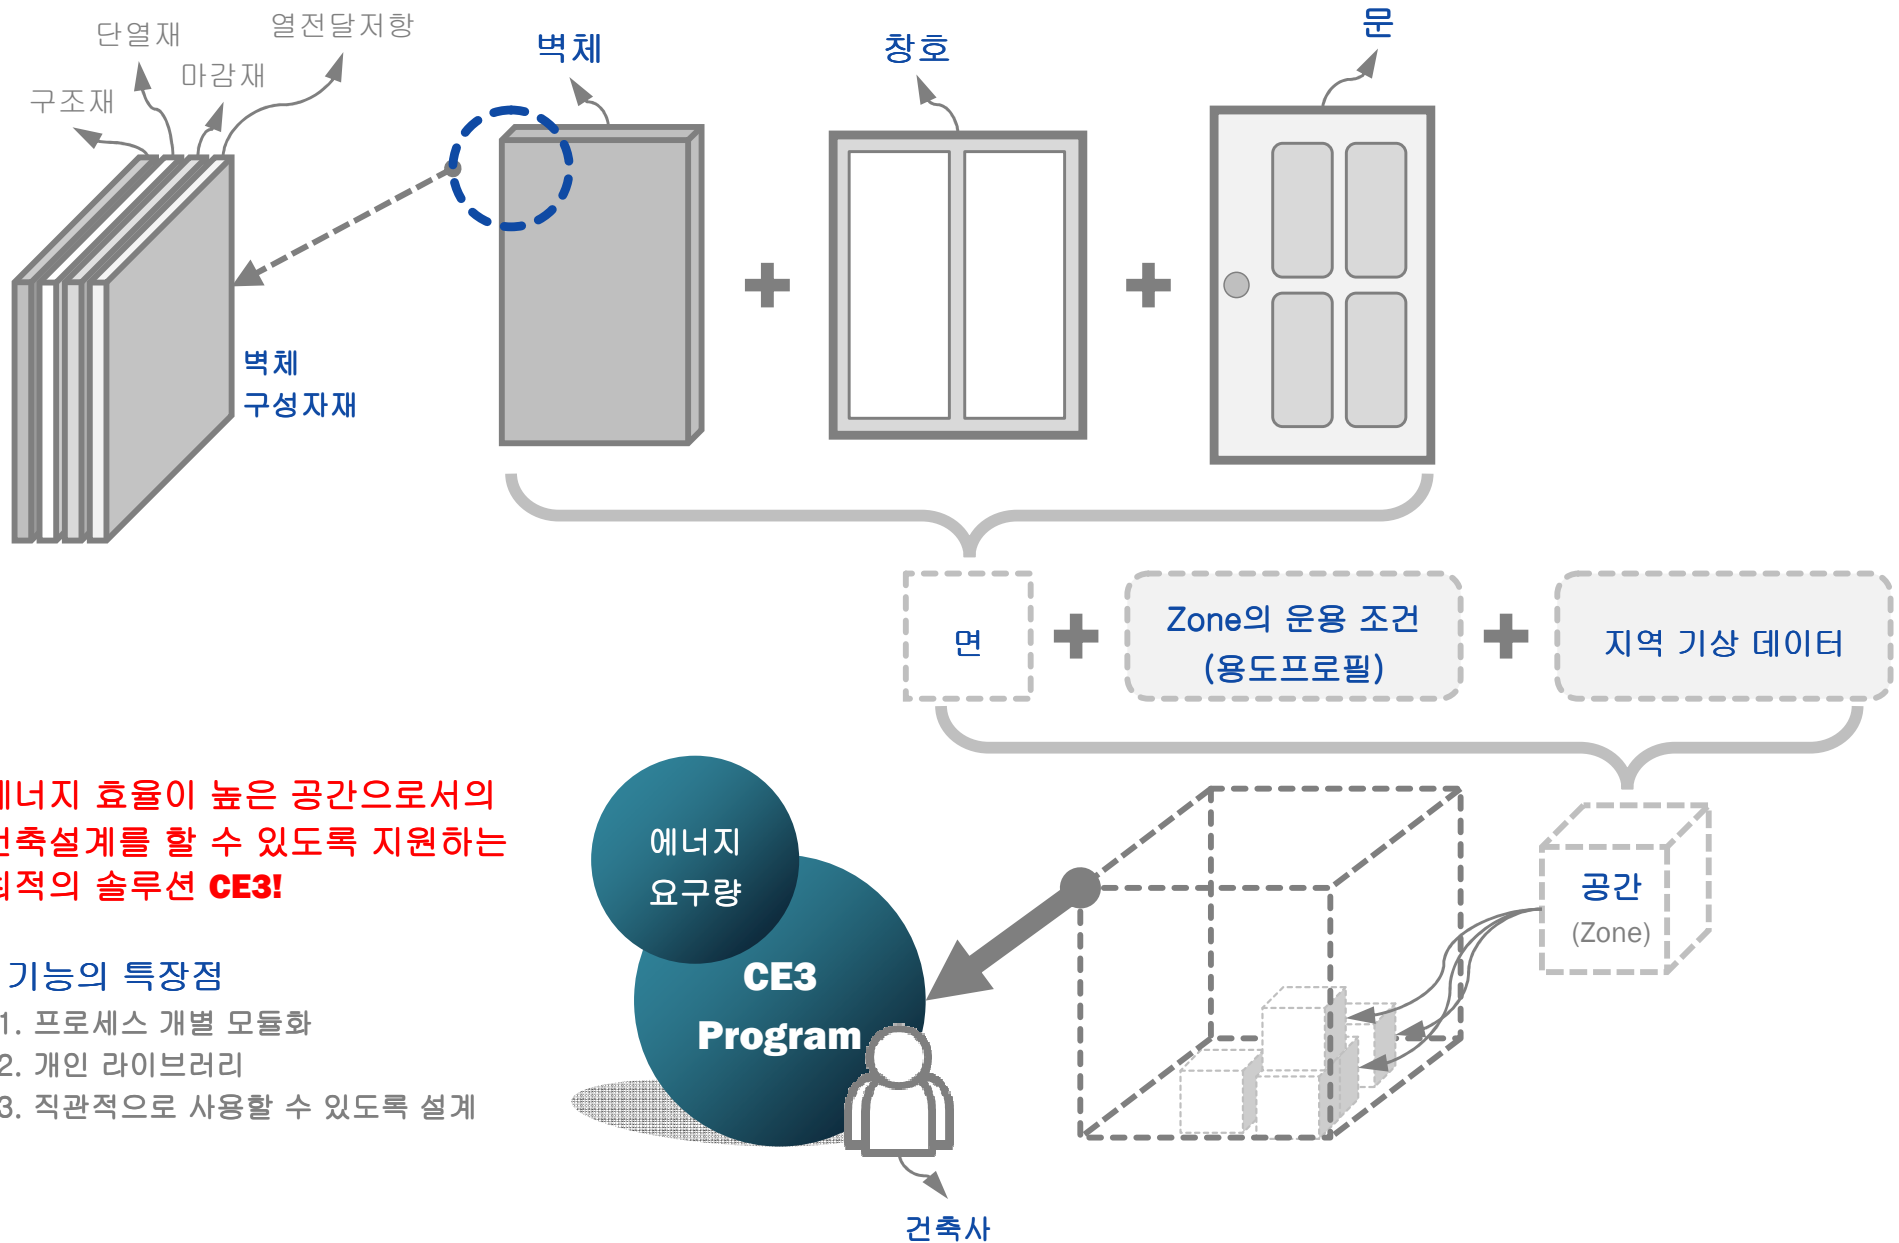 단열재
열전달저항
구조재
마감재
벽체
창호
문
벽체
구성자재
면
Zone의 운용 조건
(용도프로필)
지역 기상 데이터
에너지 효율이 높은 공간으로서의
건축설계를 할 수 있도록 지원하는
최적의 솔루션 CE3!
기능의 특장점
1. 프로세스 개별 모듈화
2. 개인 라이브러리
3. 직관적으로 사용할 수 있도록 설계
에너지
요구량
CE3
Program
공간
(Zone)
건축사